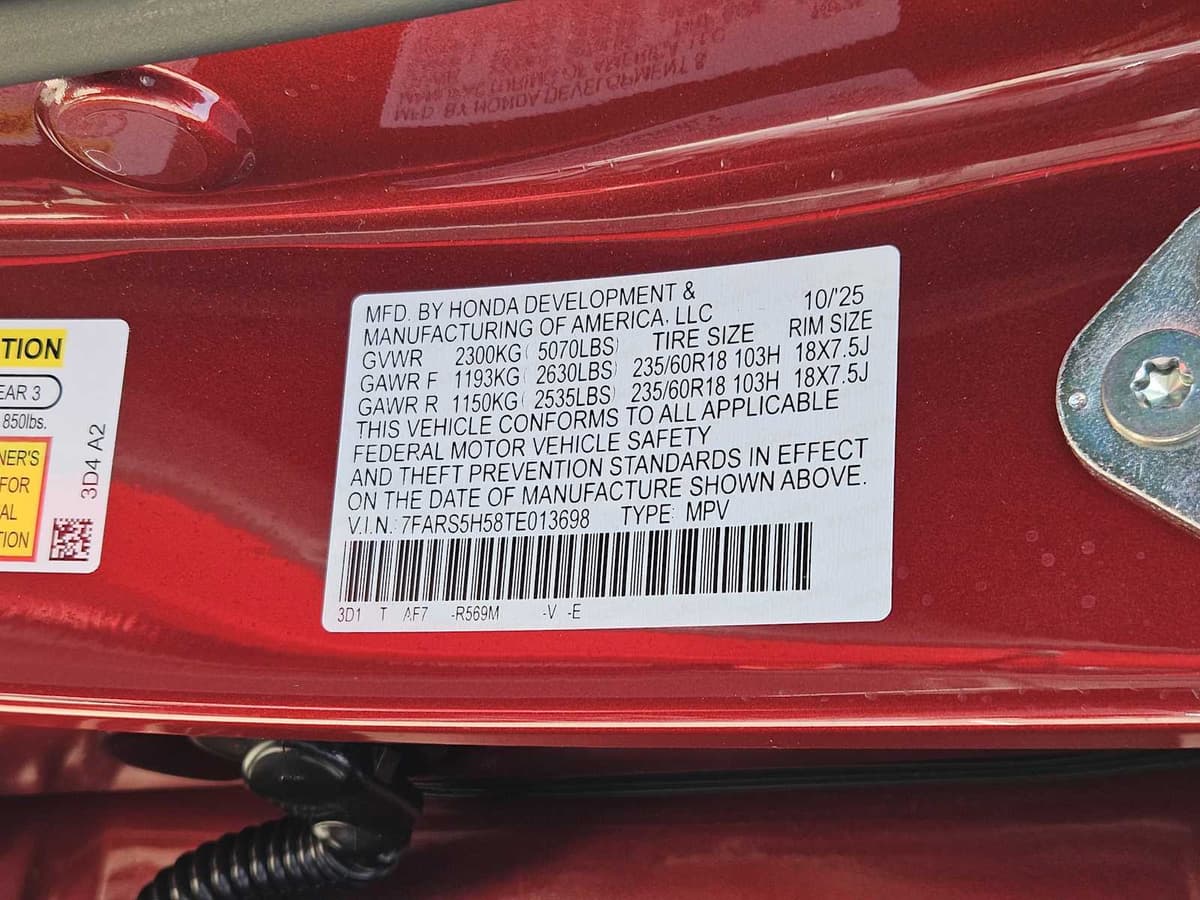 MFD. BY HONDA DEVELOPMENT &
MANUFACTURING OF AMERICA, LLC 10/'25
GVWR 2300KG ( 5070LBS) TIRE SIZE RIM SIZE
GAWR F 1193KG ( 2630LBS) 235/60R18 103H 18X7.5J
GAWR R 1150KG ( 2535LBS) 235/60R18 103H 18X7.5J
THIS VEHICLE CONFORMS TO ALL APPLICABLE
FEDERAL MOTOR VEHICLE SAFETY
AND THEFT PREVENTION STANDARDS IN EFFECT
ON THE DATE OF MANUFACTURE SHOWN ABOVE.
V.I.N.: 7FARS5H58TE013698 TYPE: MPV
3D1 T AF7 -R569M -V -E
TION
EAR 3
850lbs.
NER'S
FOR
AL
TION
3D4 A2